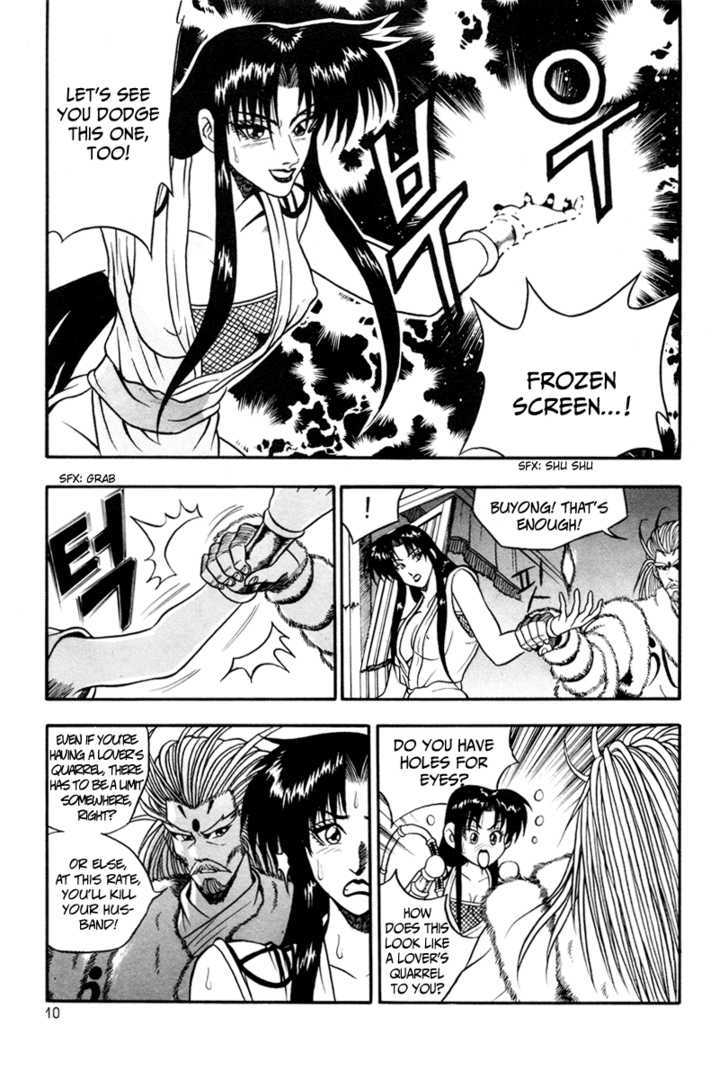 LET'S SEE
YOU DODGE
THIS ONE,
TOO!
부
우
FROZEN
SCREEN...!
SFX: GRAB
SFX: SHU SHU
턱
!
BUYONG! THAT'S
ENOUGH!
EVEN IF YOU'RE
HAVING A LOVER'S
QUARREL, THERE
HAS TO BE A LIMIT
SOMEWHERE,
RIGHT?
OR ELSE,
AT THIS RATE,
YOU'LL KILL
YOUR HUS-
BAND!
DO YOU HAVE
HOLES FOR
EYES?
HOW
DOES THIS
LOOK LIKE
A LOVER'S
QUARREL
TO YOU?
10